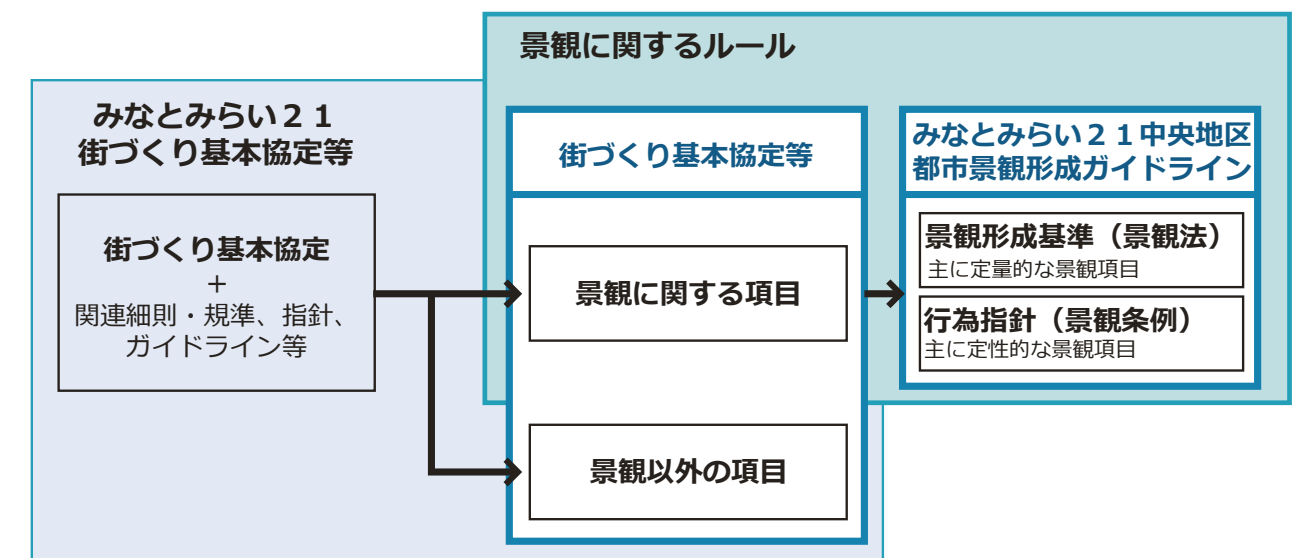 景観に関するルール
みなとみらい２１
街づくり基本協定等
街づくり基本協定
＋
関連細則・規準、指針、
ガイドライン等
街づくり基本協定等
景観に関する項目
景観以外の項目
みなとみらい２１中央地区
都市景観形成ガイドライン
景観形成基準（景観法）
主に定量的な景観項目
行為指針（景観条例）
主に定性的な景観項目